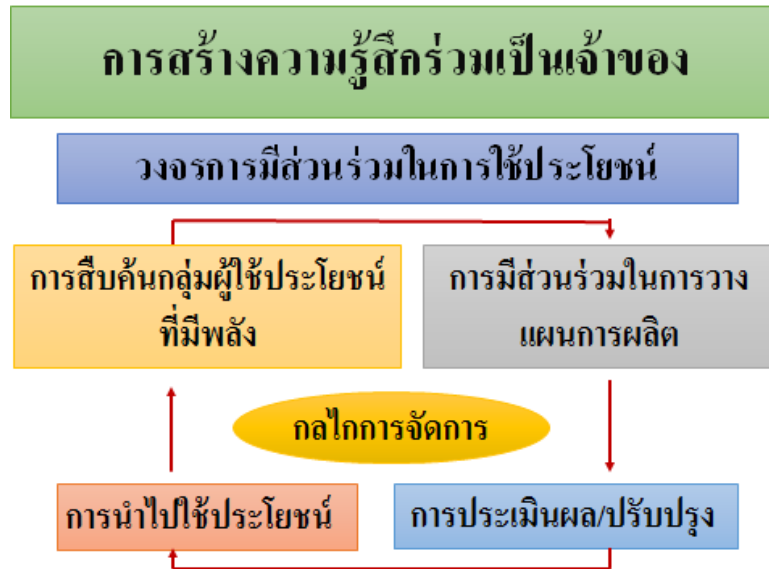 การสร้างความรู้สึกร่วมเป็นเจ้าของ
วงจรการมีส่วนร่วมในการใช้ประโยชน์
การสืบค้นกลุ่มผู้ใช้ประโยชน์
ที่มีพลัง
การมีส่วนร่วมในการวาง
แผนการผลิต
กลไกการจัดการ
การนำไปใช้ประโยชน์
การประเมินผล/ปรับปรุง